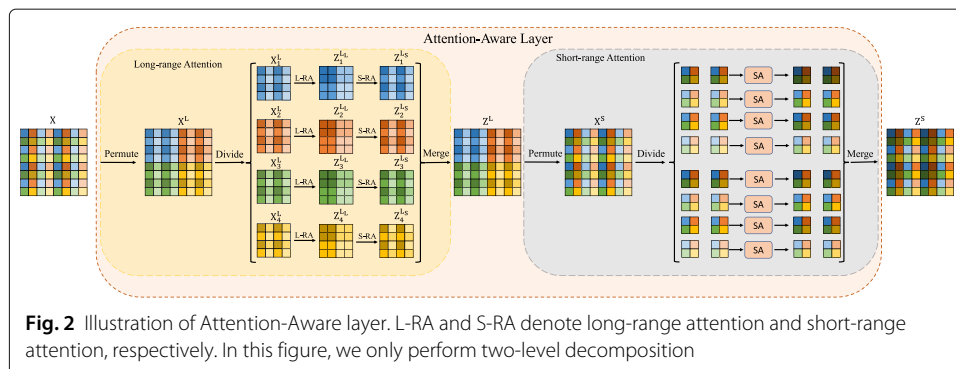 Attention-Aware Layer
Long-range Attention
Short-range Attention
X
Permute
X^L
Divide
X_1^L
L-RA
Z_1^{L_L}
S-RA
Z_1^{L_S}
X_2^L
L-RA
Z_2^{L_L}
S-RA
Z_2^{L_S}
X_3^L
L-RA
Z_3^{L_L}
S-RA
Z_3^{L_S}
X_4^L
L-RA
Z_4^{L_L}
S-RA
Z_4^{L_S}
Merge
Z^L
Permute
X^S
Divide
SA
SA
SA
SA
SA
SA
SA
SA
Merge
Z^S
Fig. 2 Illustration of Attention-Aware layer. L-RA and S-RA denote long-range attention and short-range
attention, respectively. In this figure, we only perform two-level decomposition